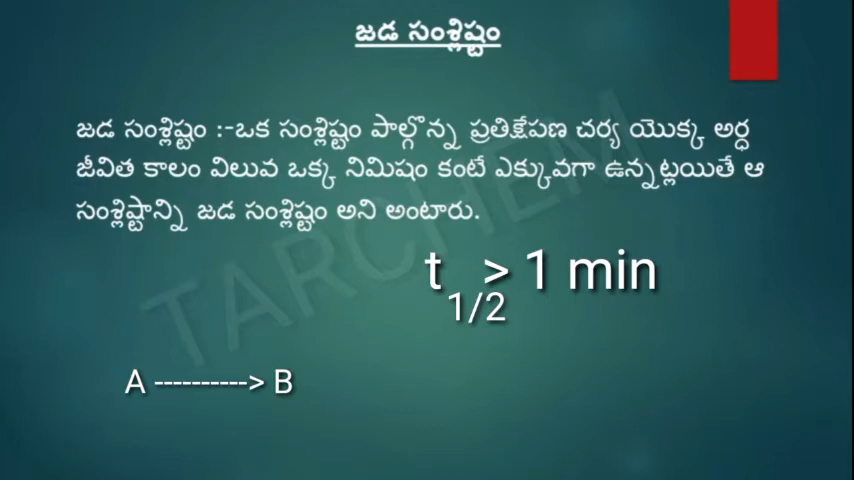 జడ సంశ్లిష్టం
జడ సంశ్లిష్టం :-ఒక సంశ్లిష్టం పాల్గొన్న ప్రతిక్షేపణ చర్య యొక్క అర్ధ
జీవిత కాలం విలువ ఒక్క నిమిషం కంటే ఎక్కువగా ఉన్నట్లయితే ఆ
సంశ్లిష్టాన్ని జడ సంశ్లిష్టం అని అంటారు.
t 1/2 > 1 min
A ----------> B
TARCHEM